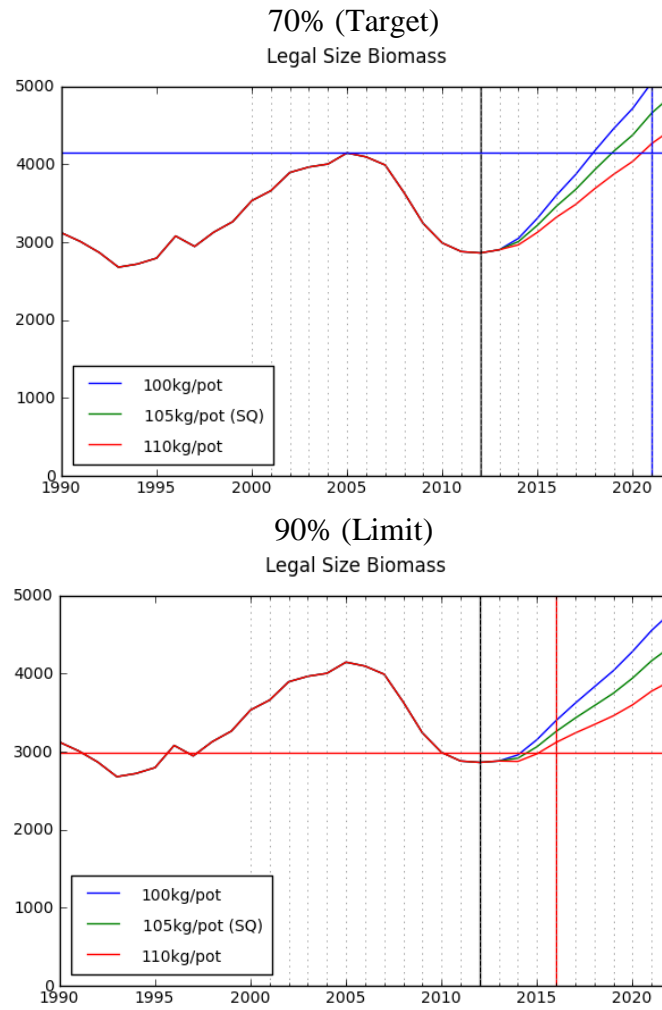 70% (Target)
Legal Size Biomass
5000
4000
3000
2000
1000
0
100kg/pot
105kg/pot (SQ)
110kg/pot
1990 1995 2000 2005 2010 2015 2020
90% (Limit)
Legal Size Biomass
5000
4000
3000
2000
1000
0
100kg/pot
105kg/pot (SQ)
110kg/pot
1990 1995 2000 2005 2010 2015 2020